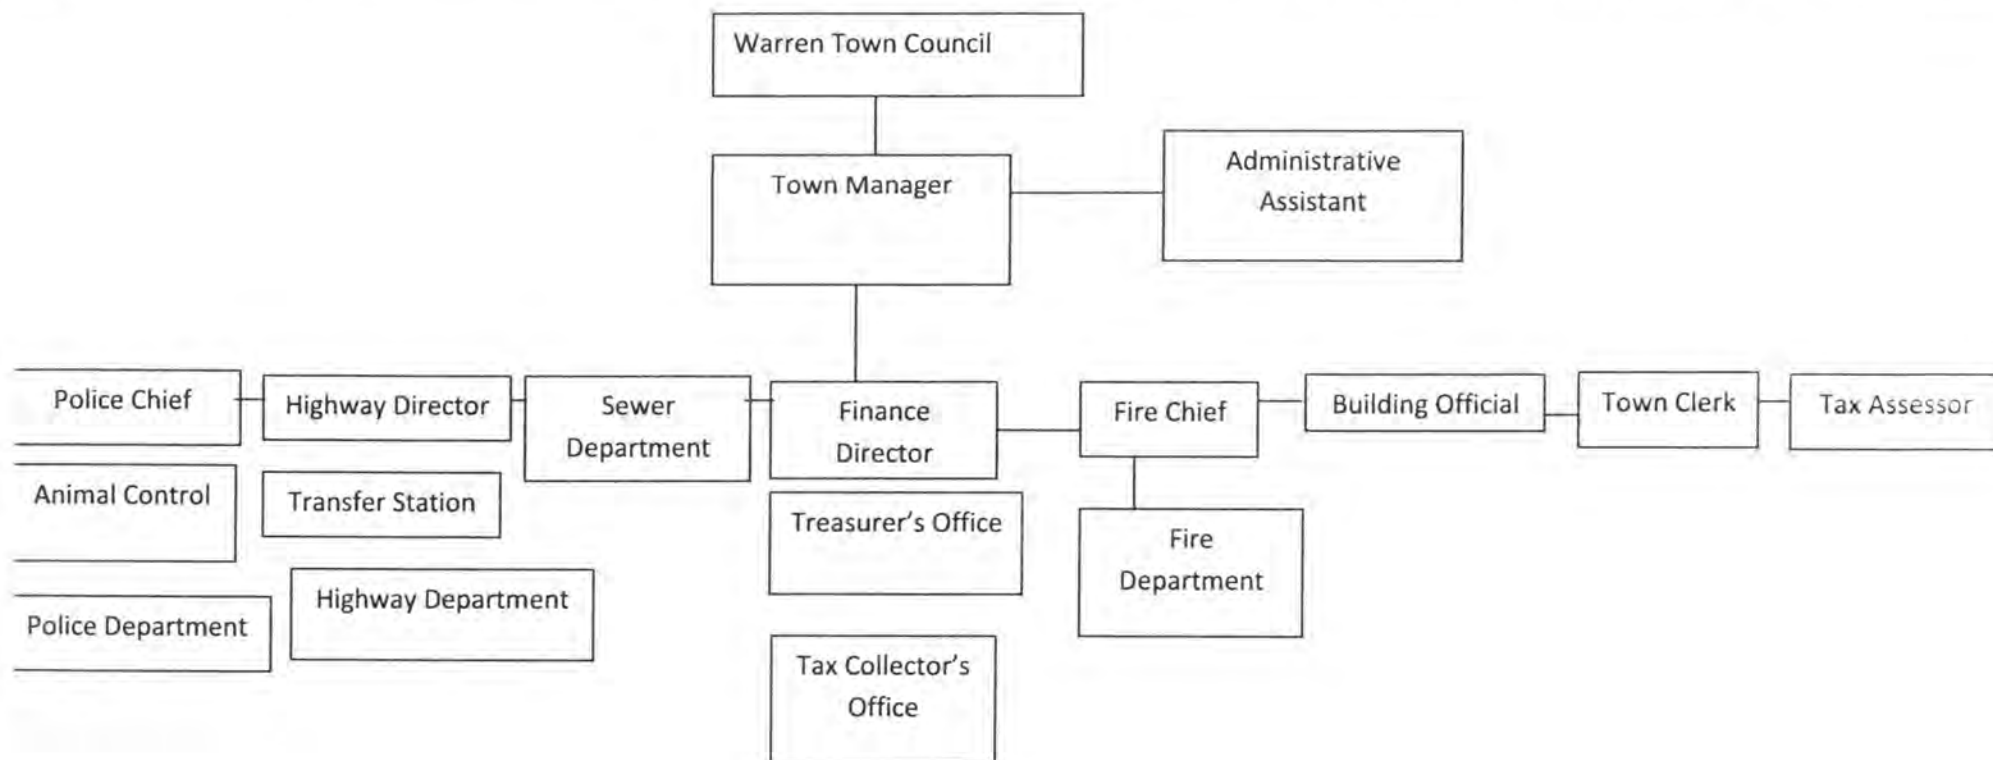 Warren Town Council
Town Manager
Administrative
Assistant
Police Chief
Highway Director
Sewer
Department
Finance
Director
Fire Chief
Building Official
Town Clerk
Tax Assessor
Animal Control
Transfer Station
Treasurer's Office
Fire
Department
Police Department
Highway Department
Tax Collector's
Office